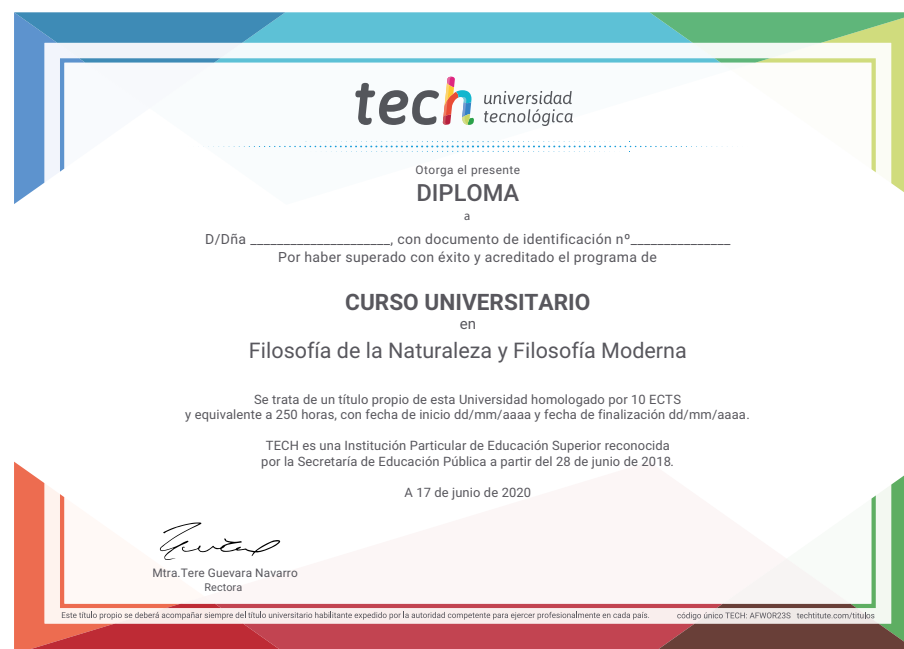 tech universidad
tecnológica
Otorga el presente
DIPLOMA
a
D/Dña _____________________, con documento de identificación nº_______________
Por haber superado con éxito y acreditado el programa de
CURSO UNIVERSITARIO
en
Filosofía de la Naturaleza y Filosofía Moderna
Se trata de un título propio de esta Universidad homologado por 10 ECTS
y equivalente a 250 horas, con fecha de inicio dd/mm/aaaa y fecha de finalización dd/mm/aaaa.
TECH es una Institución Particular de Educación Superior reconocida
por la Secretaría de Educación Pública a partir del 28 de junio de 2018.
A 17 de junio de 2020
Mtra.Tere Guevara Navarro
Rectora
Este título propio se deberá acompañar siempre del título universitario habilitante expedido por la autoridad competente para ejercer profesionalmente en cada país. código único TECH: AFWOR23S techtitute.com/titulos